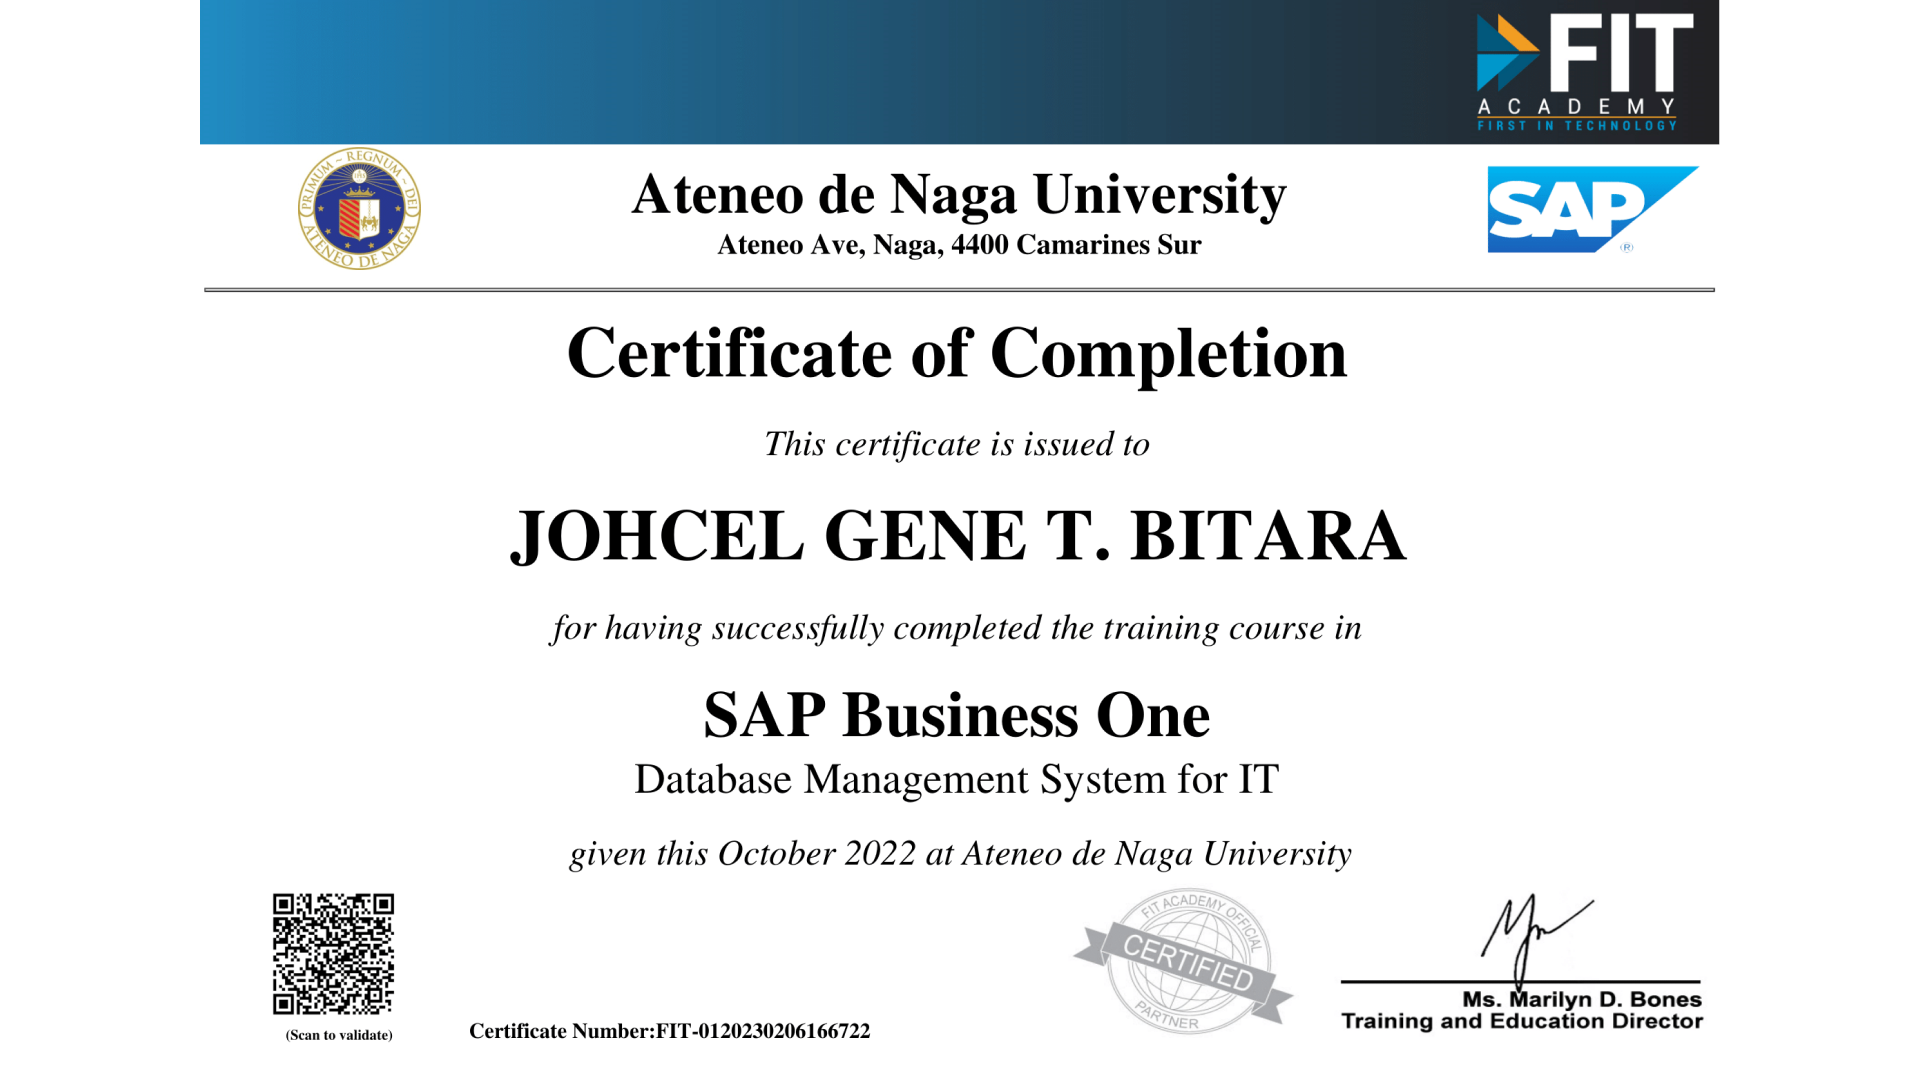 FIT
ACADEMY
FIRST IN TECHNOLOGY
PRIMUM ~ REGNUM ~ DEI
ATENEO DE NAGA
Ateneo de Naga University
Ateneo Ave, Naga, 4400 Camarines Sur
SAP
®
Certificate of Completion
This certificate is issued to
JOHCEL GENE T. BITARA
for having successfully completed the training course in
SAP Business One
Database Management System for IT
given this October 2022 at Ateneo de Naga University
FIT ACADEMY OFFICIAL
CERTIFIED
PARTNER
Ms. Marilyn D. Bones
Training and Education Director
(Scan to validate)
Certificate Number:FIT-0120230206166722